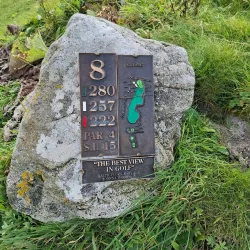 8
280
257
222
PAR 4
S.I. 15
"THE BEST VIEW
IN GOLF"